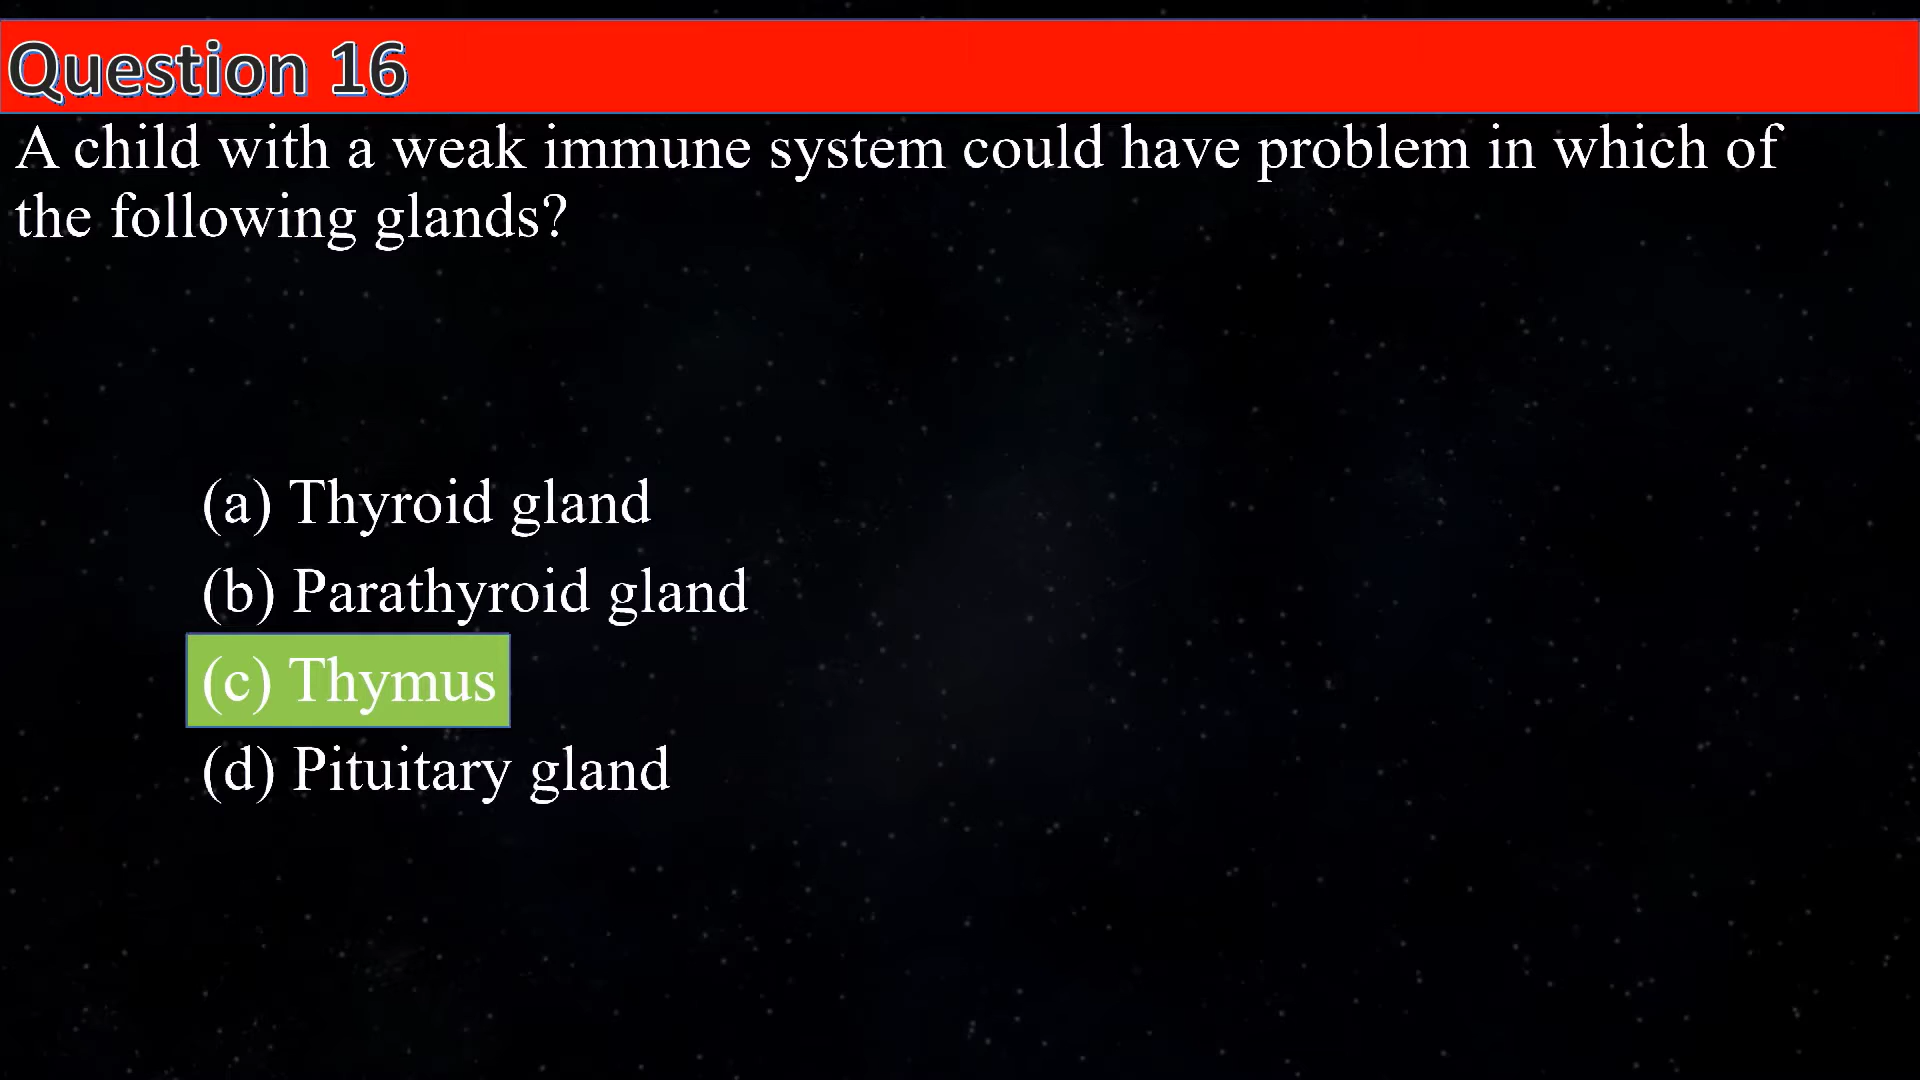 Question 16
A child with a weak immune system could have problem in which of
the following glands?
(a) Thyroid gland
(b) Parathyroid gland
(c) Thymus
(d) Pituitary gland